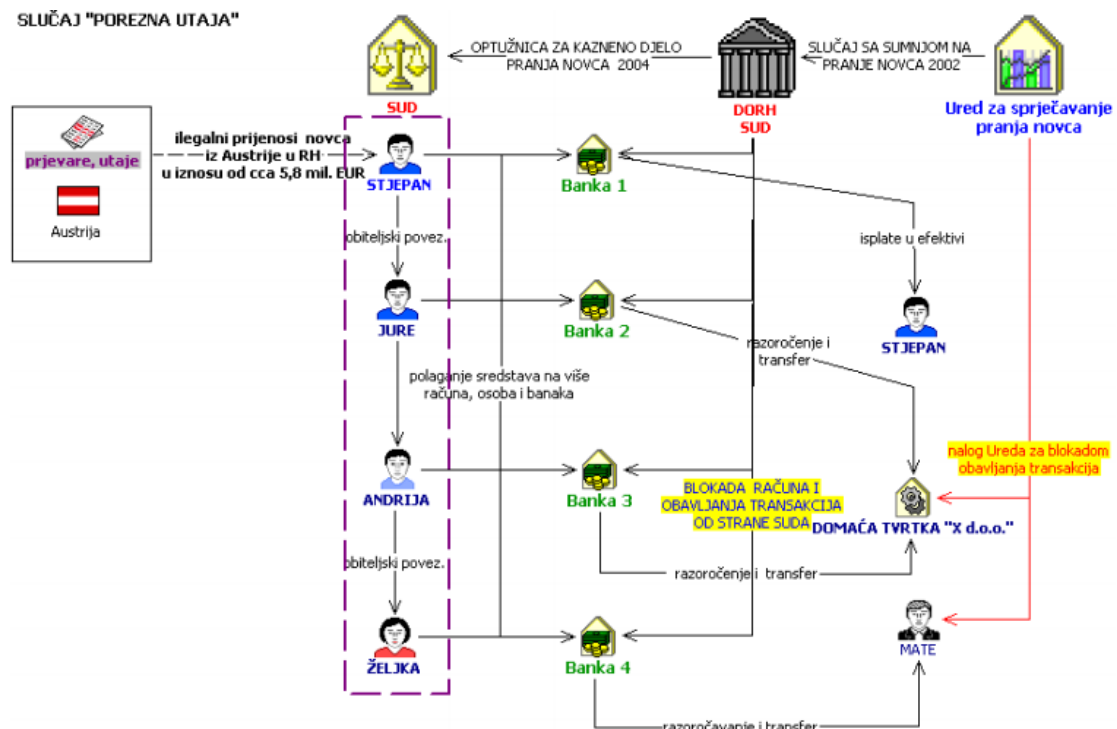 SLUČAJ "POREZNA UTAJA"
OPTUŽNICA ZA KAZNENO DJELO
PRANJA NOVCA 2004
SLUČAJ SA SUMNJOM NA
PRANJE NOVCA 2002
SUD
DORH
SUD
Ured za sprječavanje
pranja novca
prjevare, utaje
Austrija
ilegalni prijenosi novca
iz Austrije u RH
u iznosu od cca 5,8 mil. EUR
STJEPAN
Banka 1
obiteljski povez.
isplate u efektivi
JURE
Banka 2
STJEPAN
razoročenje i
transfer
polaganje sredstava na više
računa, osoba i banaka
nalog Ureda za blokadom
obavljanja transakcija
ANDRIJA
Banka 3
BLOKADA RAČUNA I
OBAVLJANJA TRANSAKCIJA
OD STRANE SUDA
DOMAĆA TVRTKA "X d.o.o."
obiteljski povez.
razoročenje i transfer
ŽELJKA
Banka 4
MATE
razoročavanje i transfer